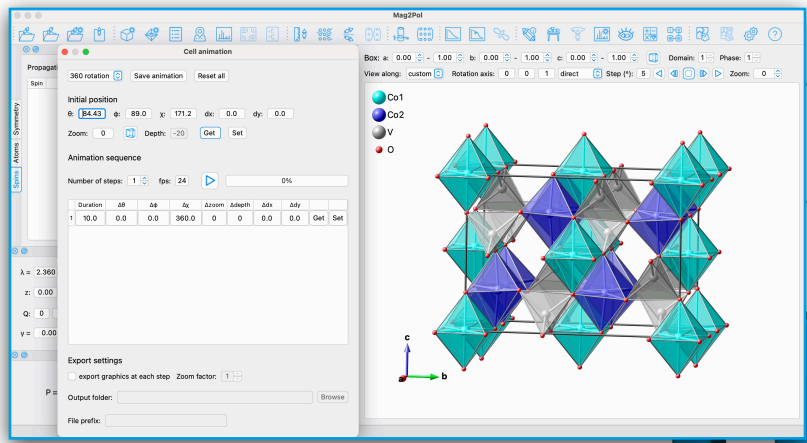 Mag2Pol
Box: a: 0.00 - 1.00 b: 0.00 - 1.00 c: 0.00 - 1.00 Domain: 1 Phase: 1
View along: custom Rotation axis: 0 0 1 direct Step (°): 5 Zoom: 0
Propagati
Spin
Symmetry
Atoms
Spins
λ = 2.360
z: 0.00
Q: 0
γ = 0.00
P =
Cell animation
360 rotation Save animation Reset all
Initial position
θ: 84.43 ϕ: 89.0 χ: 171.2 dx: 0.0 dy: 0.0
Zoom: 0 Depth: -20 Get Set
Animation sequence
Number of steps: 1 fps: 24 0%
Duration Δθ Δϕ Δχ Δzoom Δdepth Δdx Δdy
1 10.0 0.0 0.0 360.0 0 0 0.0 0.0 Get Set
Export settings
export graphics at each step Zoom factor: 1
Output folder: Browse
File prefix:
Co1
Co2
V
O
c
a b